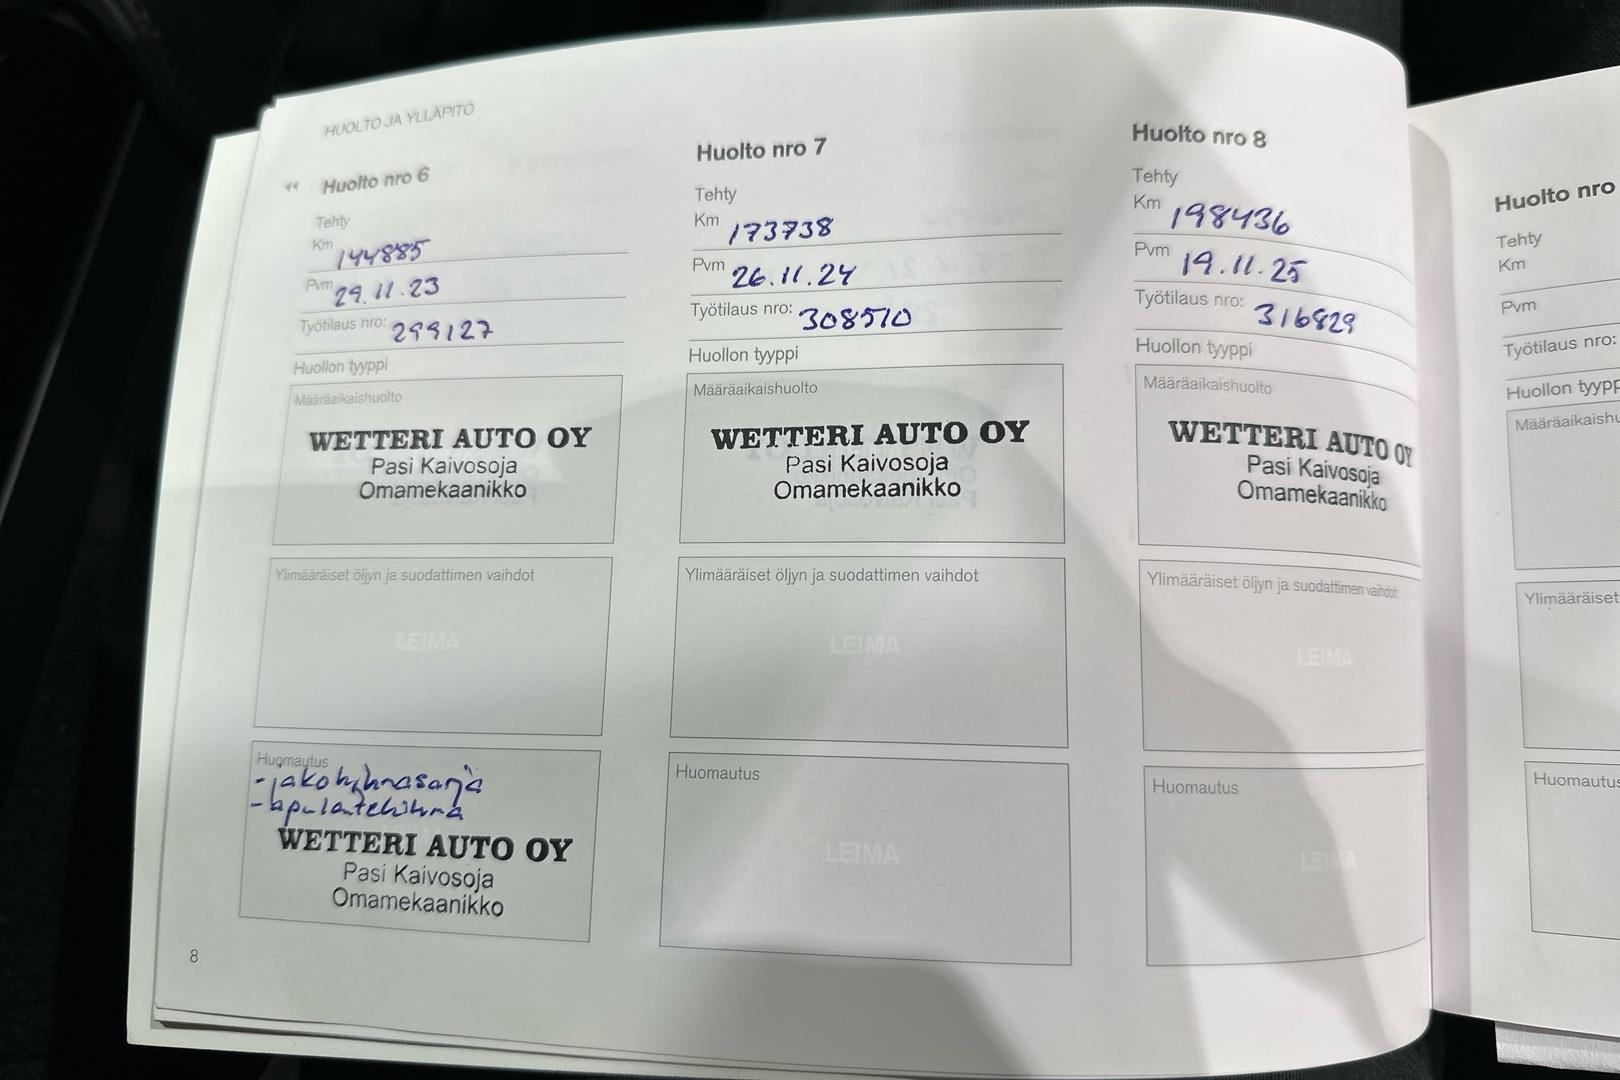 HUOLTO JA YLLÄPITO
Huolto nro 6
Tehty
Km 144885
Pvm 29.11.23
Työtilaus nro: 299127
Huollon tyyppi
Määräaikaishuolto
WETTERI AUTO OY
Pasi Kaivosoja
Omamekaanikko
Ylimääräiset öljyn ja suodattimen vaihdot
LEIMA
Huomautus
-jakohihnasarja
-apulaitehihna
WETTERI AUTO OY
Pasi Kaivosoja
Omamekaanikko
8
Huolto nro 7
Tehty
Km 173738
Pvm 26.11.24
Työtilaus nro: 308510
Huollon tyyppi
Määräaikaishuolto
WETTERI AUTO OY
Pasi Kaivosoja
Omamekaanikko
Ylimääräiset öljyn ja suodattimen vaihdot
LEIMA
Huomautus
LEIMA
Huolto nro 8
Tehty
Km 198436
Pvm 19.11.25
Työtilaus nro: 316829
Huollon tyyppi
Määräaikaishuolto
WETTERI AUTO OY
Pasi Kaivosoja
Omamekaanikko
Ylimääräiset öljyn ja suodattimen vaihdot
LEIMA
Huomautus
LEIMA
Huolto nro
Tehty
Km
Pvm
Työtilaus nro:
Huollon tyypp
Määräaikaishu
Ylimääräiset
Huomautus